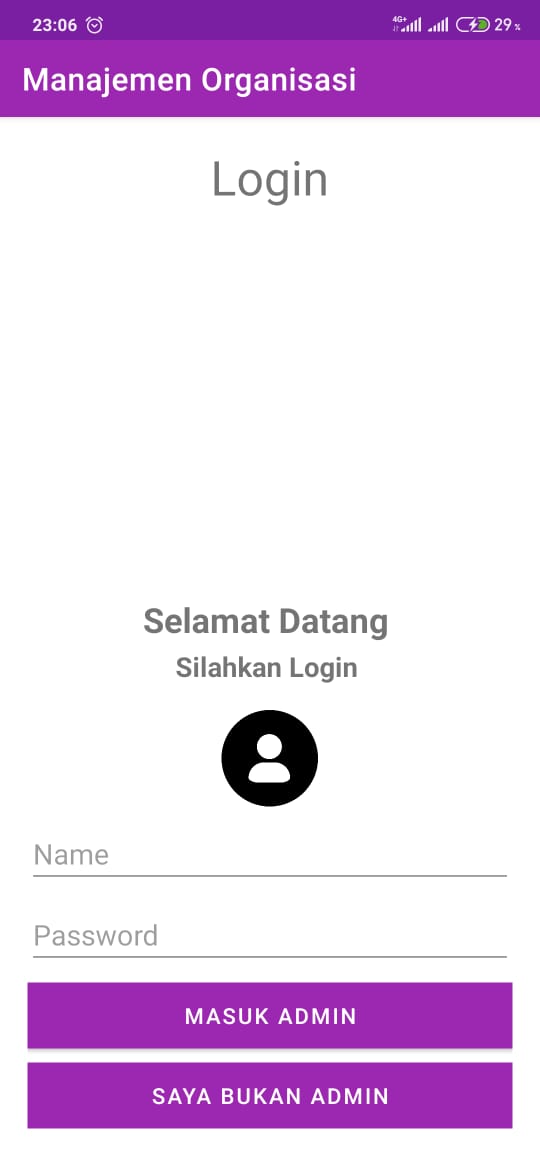 23:06
4G+ 29 %
Manajemen Organisasi
Login
Selamat Datang
Silahkan Login
Name
Password
MASUK ADMIN
SAYA BUKAN ADMIN